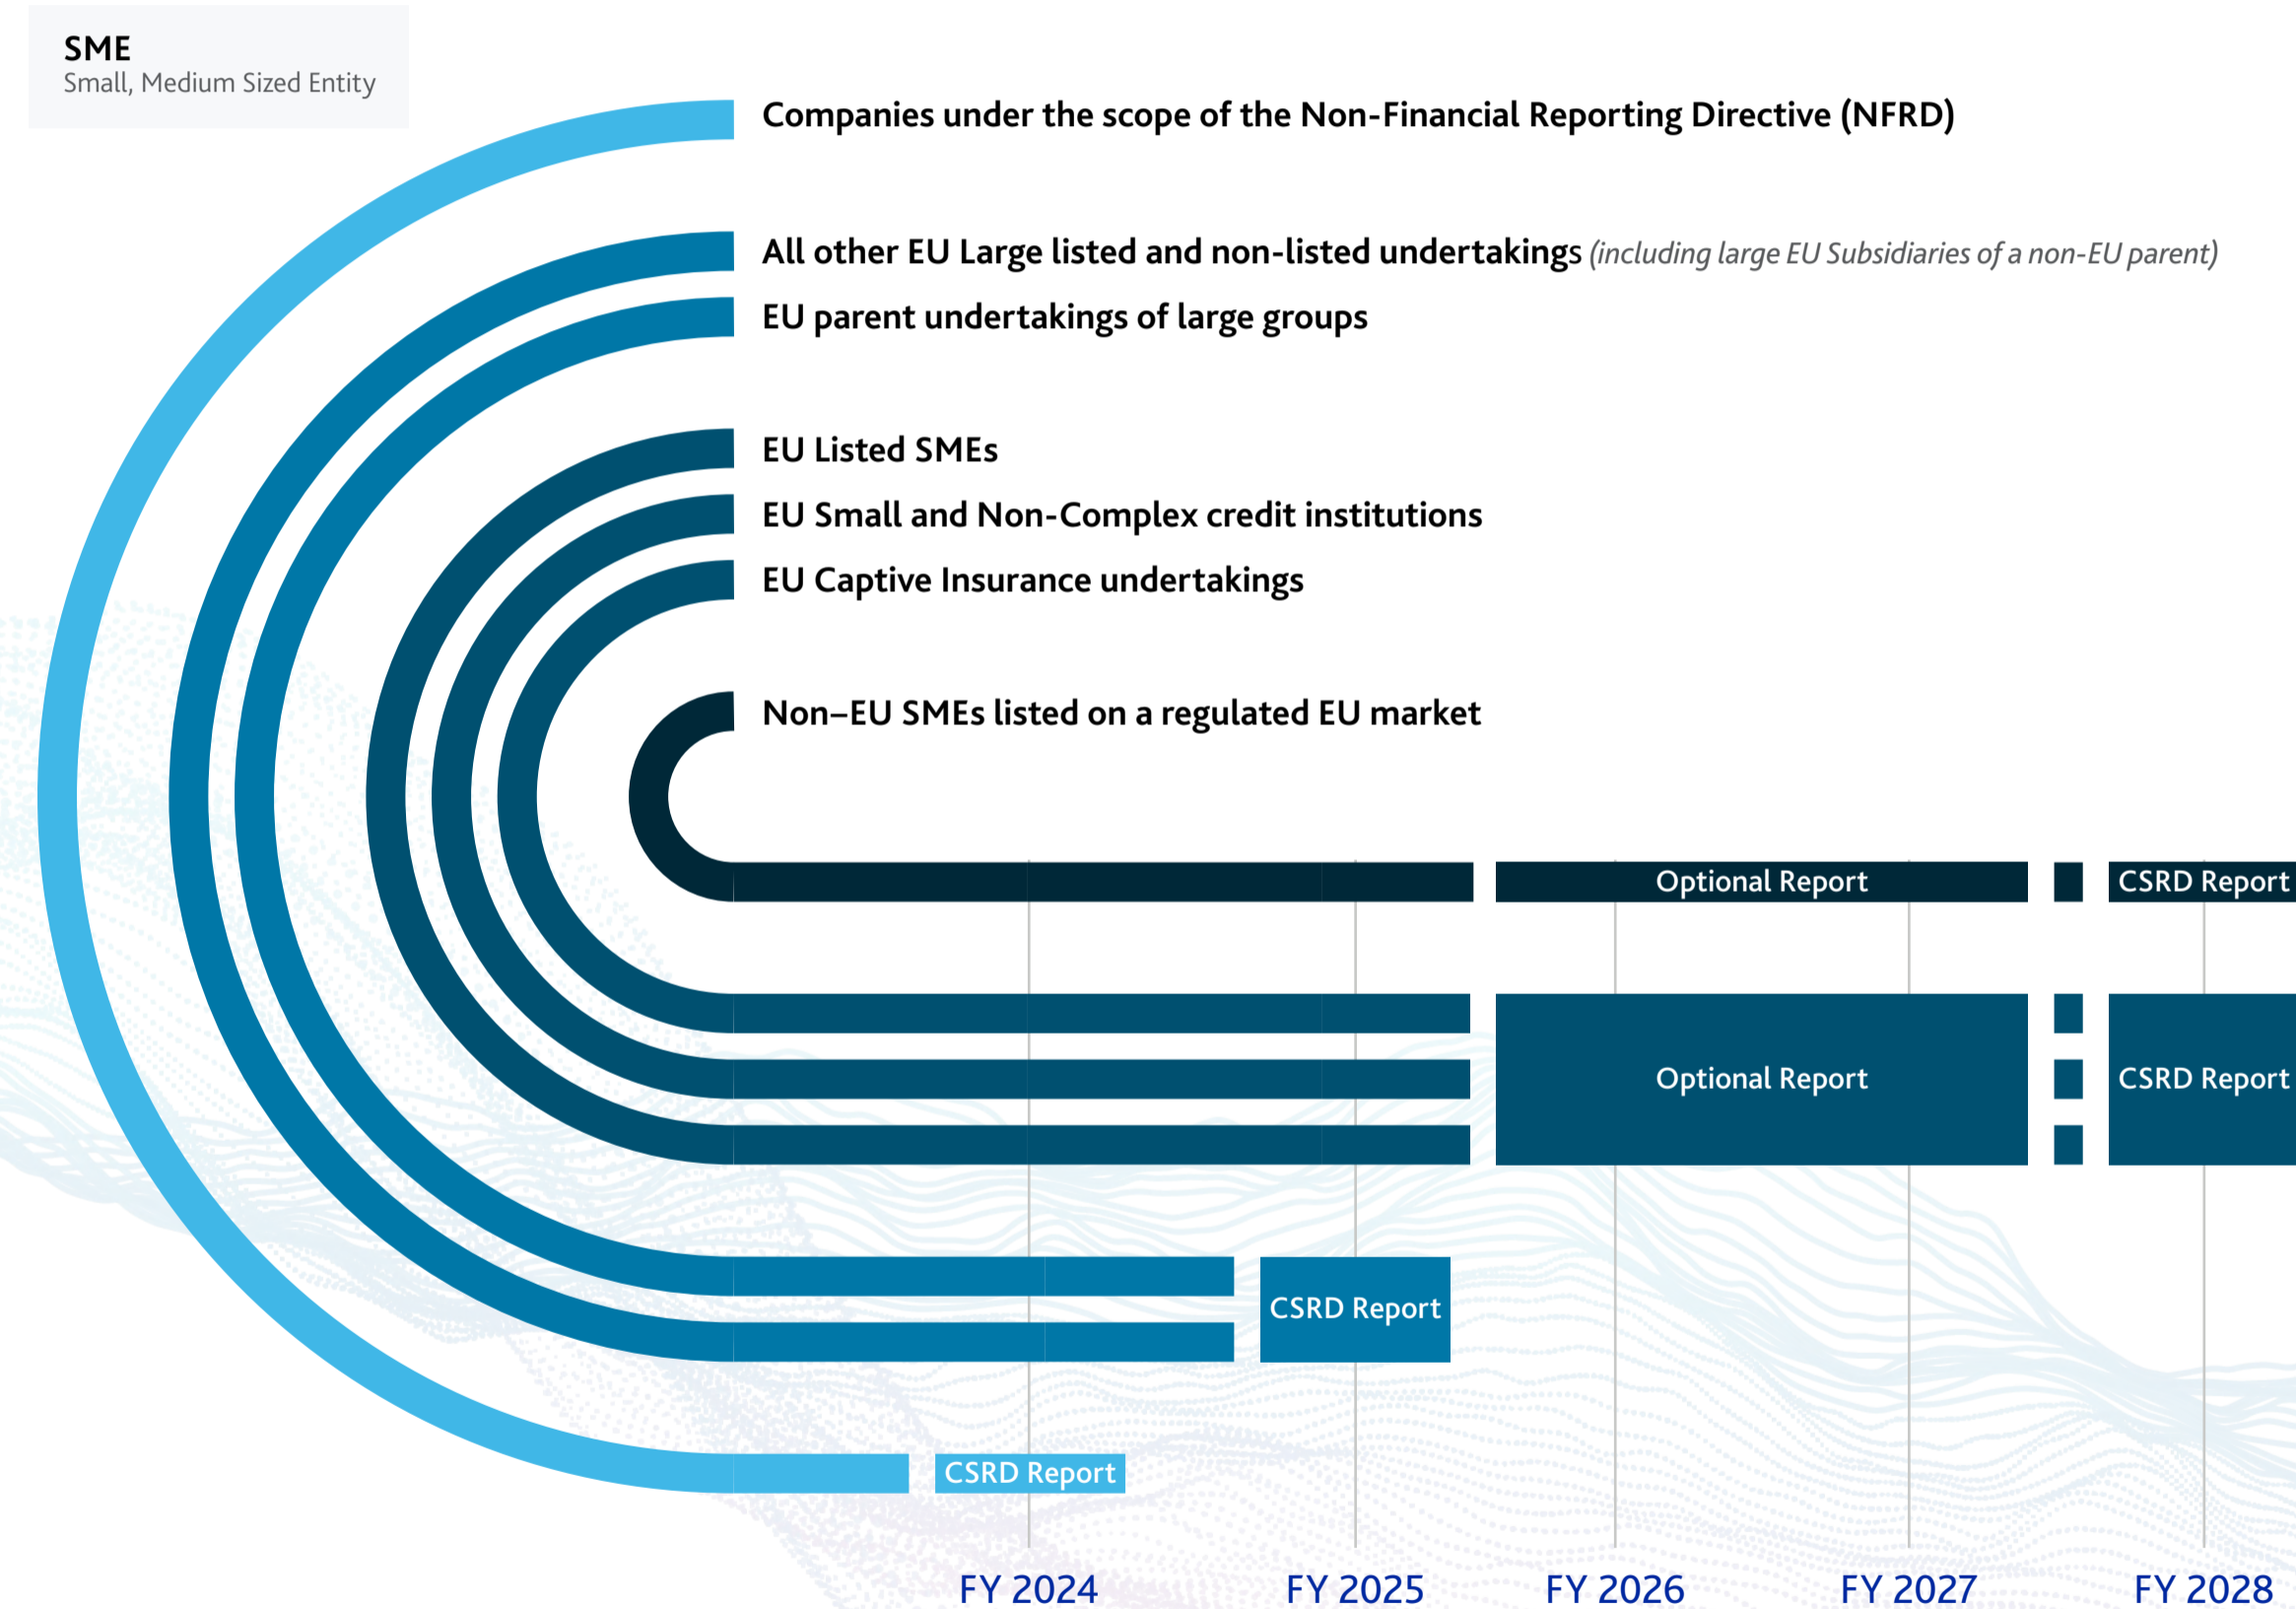 SME
Small, Medium Sized Entity
Companies under the scope of the Non-Financial Reporting Directive (NFRD)
All other EU Large listed and non-listed undertakings (including large EU Subsidiaries of a non-EU parent)
EU parent undertakings of large groups
EU Listed SMEs
EU Small and Non-Complex credit institutions
EU Captive Insurance undertakings
Non–EU SMEs listed on a regulated EU market
Optional Report
CSRD Report
Optional Report
CSRD Report
CSRD Report
CSRD Report
FY 2024
FY 2025
FY 2026
FY 2027
FY 2028